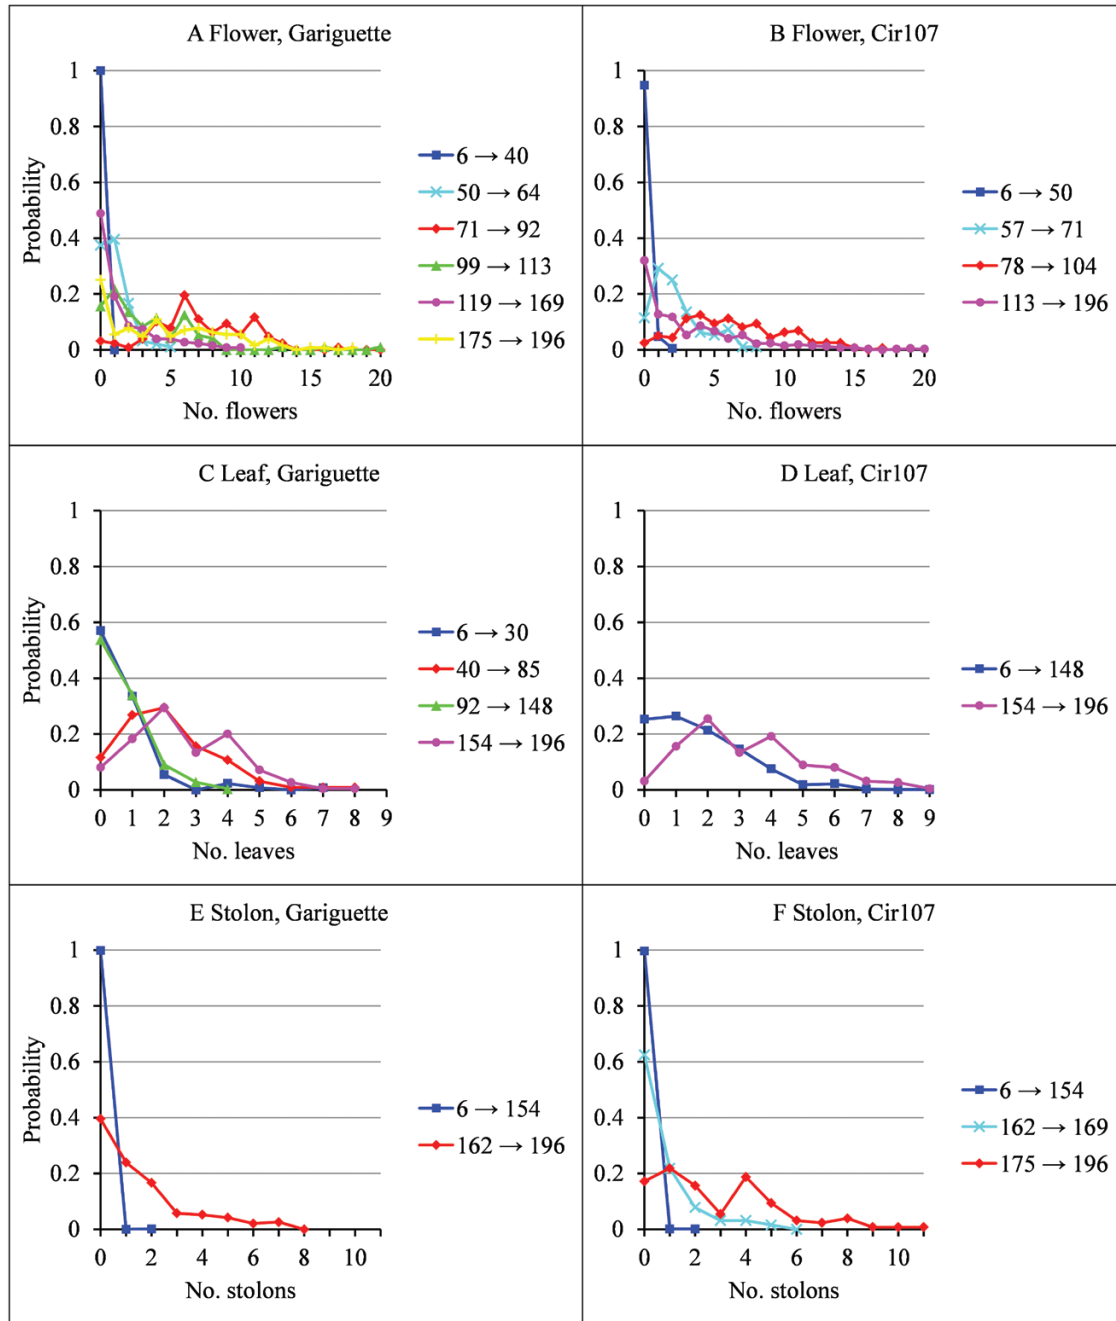 A Flower, Gariguette
Probability
1
0.8
0.6
0.4
0.2
0
0 5 10 15 20
No. flowers
6 → 40
50 → 64
71 → 92
99 → 113
119 → 169
175 → 196
B Flower, Cir107
1
0.8
0.6
0.4
0.2
0
0 5 10 15 20
No. flowers
6 → 50
57 → 71
78 → 104
113 → 196
C Leaf, Gariguette
Probability
1
0.8
0.6
0.4
0.2
0
0 1 2 3 4 5 6 7 8 9
No. leaves
6 → 30
40 → 85
92 → 148
154 → 196
D Leaf, Cir107
1
0.8
0.6
0.4
0.2
0
0 1 2 3 4 5 6 7 8 9
No. leaves
6 → 148
154 → 196
E Stolon, Gariguette
Probability
1
0.8
0.6
0.4
0.2
0
0 2 4 6 8 10
No. stolons
6 → 154
162 → 196
F Stolon, Cir107
1
0.8
0.6
0.4
0.2
0
0 2 4 6 8 10
No. stolons
6 → 154
162 → 169
175 → 196